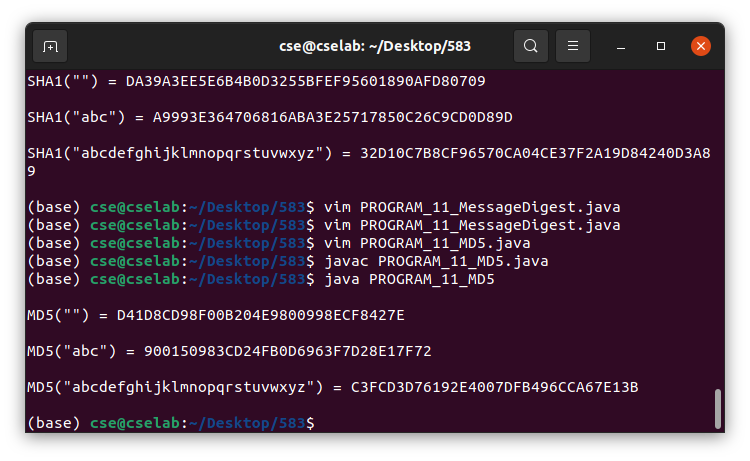 cse@cselab: ~/Desktop/583
SHA1("") = DA39A3EE5E6B4B0D3255BFEF95601890AFD80709
SHA1("abc") = A9993E364706816ABA3E25717850C26C9CD0D89D
SHA1("abcdefghijklmnopqrstuvwxyz") = 32D10C7B8CF96570CA04CE37F2A19D84240D3A8
9
(base) cse@cselab:~/Desktop/583$ vim PROGRAM_11_MessageDigest.java
(base) cse@cselab:~/Desktop/583$ vim PROGRAM_11_MessageDigest.java
(base) cse@cselab:~/Desktop/583$ vim PROGRAM_11_MD5.java
(base) cse@cselab:~/Desktop/583$ javac PROGRAM_11_MD5.java
(base) cse@cselab:~/Desktop/583$ java PROGRAM_11_MD5
MD5("") = D41D8CD98F00B204E9800998ECF8427E
MD5("abc") = 900150983CD24FB0D6963F7D28E17F72
MD5("abcdefghijklmnopqrstuvwxyz") = C3FCD3D76192E4007DFB496CCA67E13B
(base) cse@cselab:~/Desktop/583$